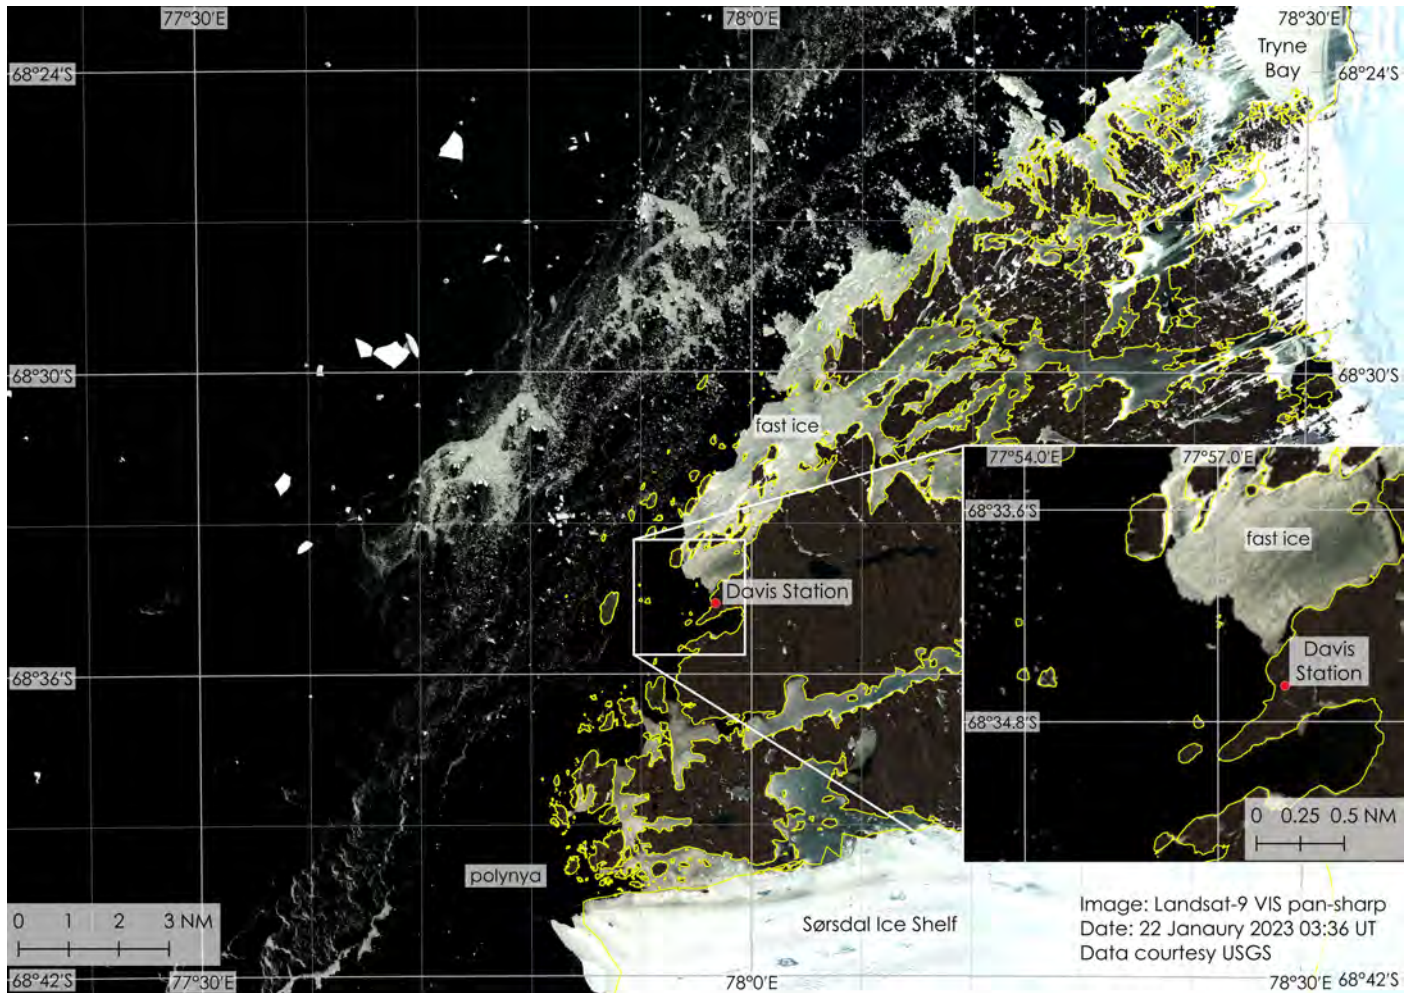 77°30'E
78°0'E
78°30'E
Tryne
Bay
68°24'S
68°24'S
68°30'S
68°30'S
fast ice
77°54.0'E
77°57.0'E
68°33.6'S
fast ice
Davis Station
Davis
Station
68°36'S
68°34.8'S
0 0.25 0.5 NM
polynya
Sørsdal Ice Shelf
Image: Landsat-9 VIS pan-sharp
Date: 22 Janaury 2023 03:36 UT
Data courtesy USGS
0 1 2 3 NM
68°42'S
77°30'E
78°0'E
78°30'E
68°42'S